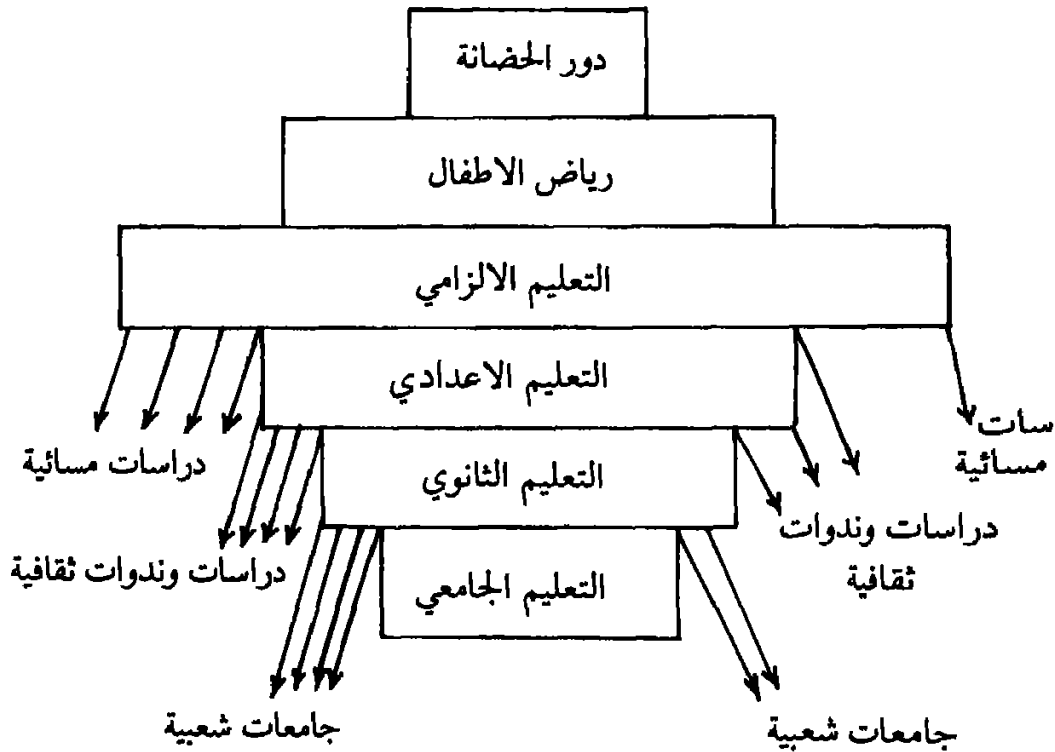 دور الحضانة
رياض الاطفال
التعليم الالزامي
التعليم الاعدادي
سات
مسائية
دراسات مسائية
التعليم الثانوي
دراسات وندوات
ثقافية
دراسات وندوات ثقافية
التعليم الجامعي
جامعات شعبية
جامعات شعبية